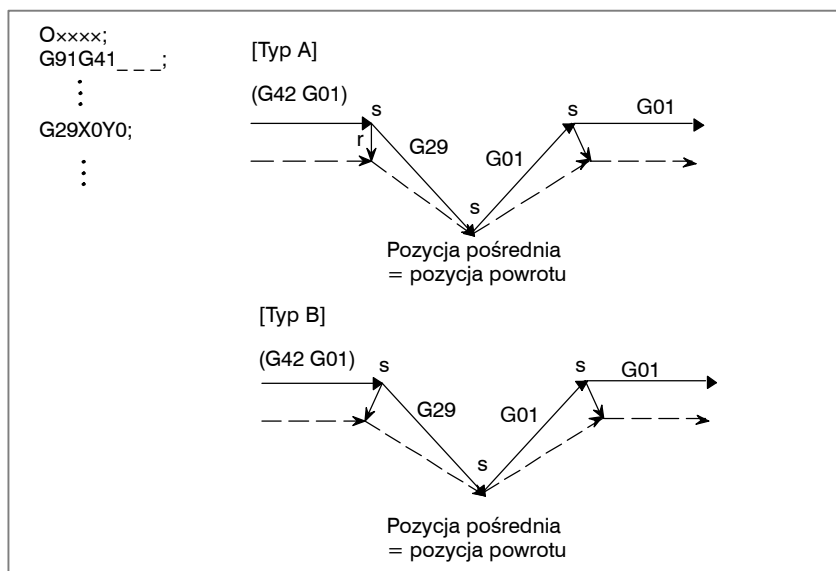 O××××;
G91G41_ _ _;
G29X0Y0;
[Typ A]
(G42 G01)
s
s
G01
r
G29
G01
s
Pozycja pośrednia
= pozycja powrotu
[Typ B]
(G42 G01)
s
s
G01
G29
G01
s
Pozycja pośrednia
= pozycja powrotu